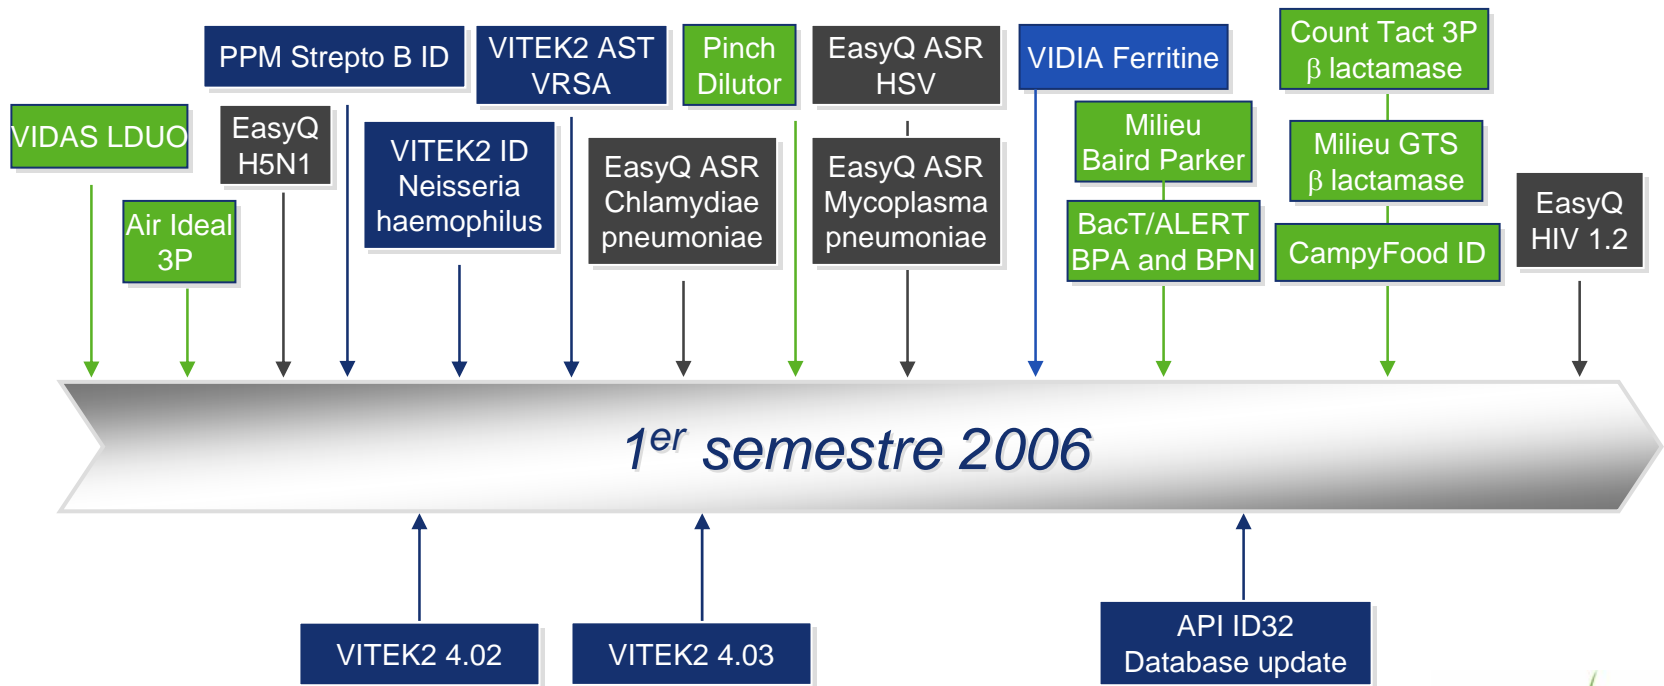 PPM Strepto B ID
VITEK2 AST
VRSA
Pinch
Dilutor
EasyQ ASR
HSV
VIDIA Ferritine
Count Tact 3P
β lactamase
VIDAS LDUO
EasyQ
H5N1
VITEK2 ID
Neisseria
haemophilus
EasyQ ASR
Chlamydiae
pneumoniae
EasyQ ASR
Mycoplasma
pneumoniae
Milieu
Baird Parker
Milieu GTS
β lactamase
Air Ideal
3P
BacT/ALERT
BPA and BPN
CampyFood ID
EasyQ
HIV 1.2
1er semestre 2006
VITEK2 4.02
VITEK2 4.03
API ID32
Database update